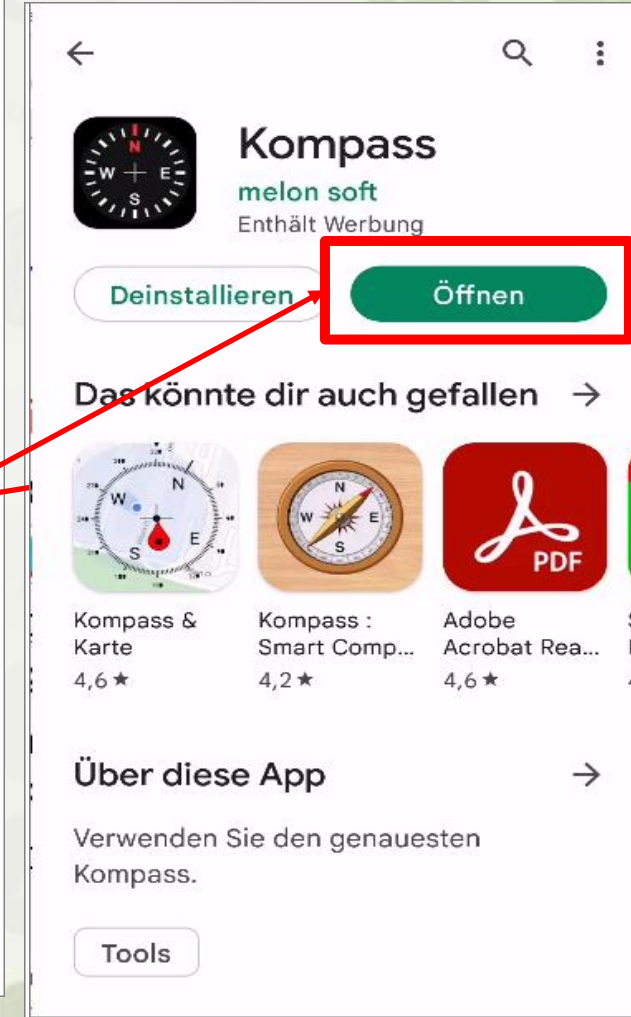 Kompass
melon soft
Enthält Werbung
N
W E
S
Deinstallieren
Öffnen
Das könnte dir auch gefallen
N
W
E
S
N
W E
S
PDF
Kompass &
Karte
4,6★
Kompass :
Smart Comp...
4,2★
Adobe
Acrobat Rea...
4,6★
Über diese App
Verwenden Sie den genauesten
Kompass.
Tools